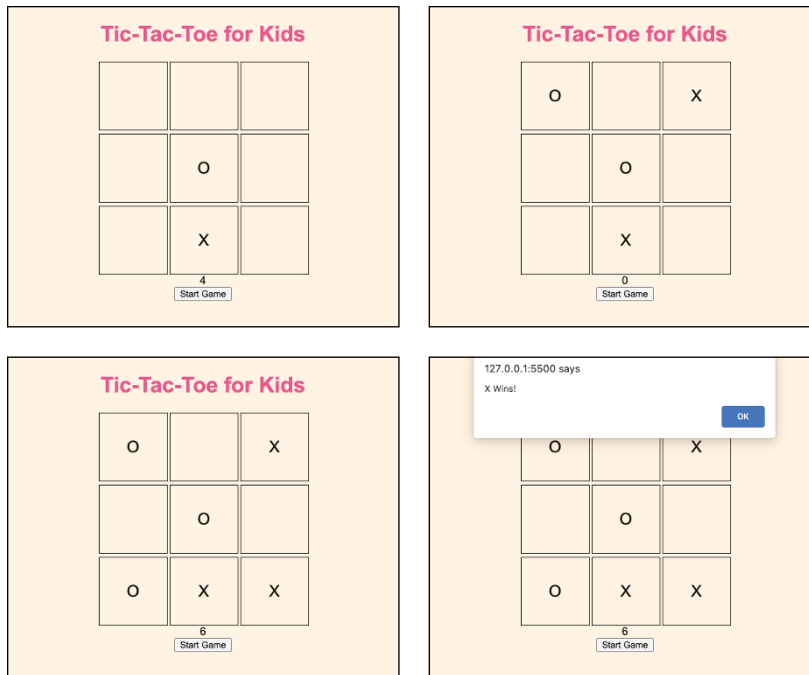 Tic-Tac-Toe for Kids
O
X
4
Start Game
Tic-Tac-Toe for Kids
O X
O
X
0
Start Game
Tic-Tac-Toe for Kids
O X
O
O X X
6
Start Game
127.0.0.1:5500 says
X Wins!
OK
O X
O
O X X
6
Start Game